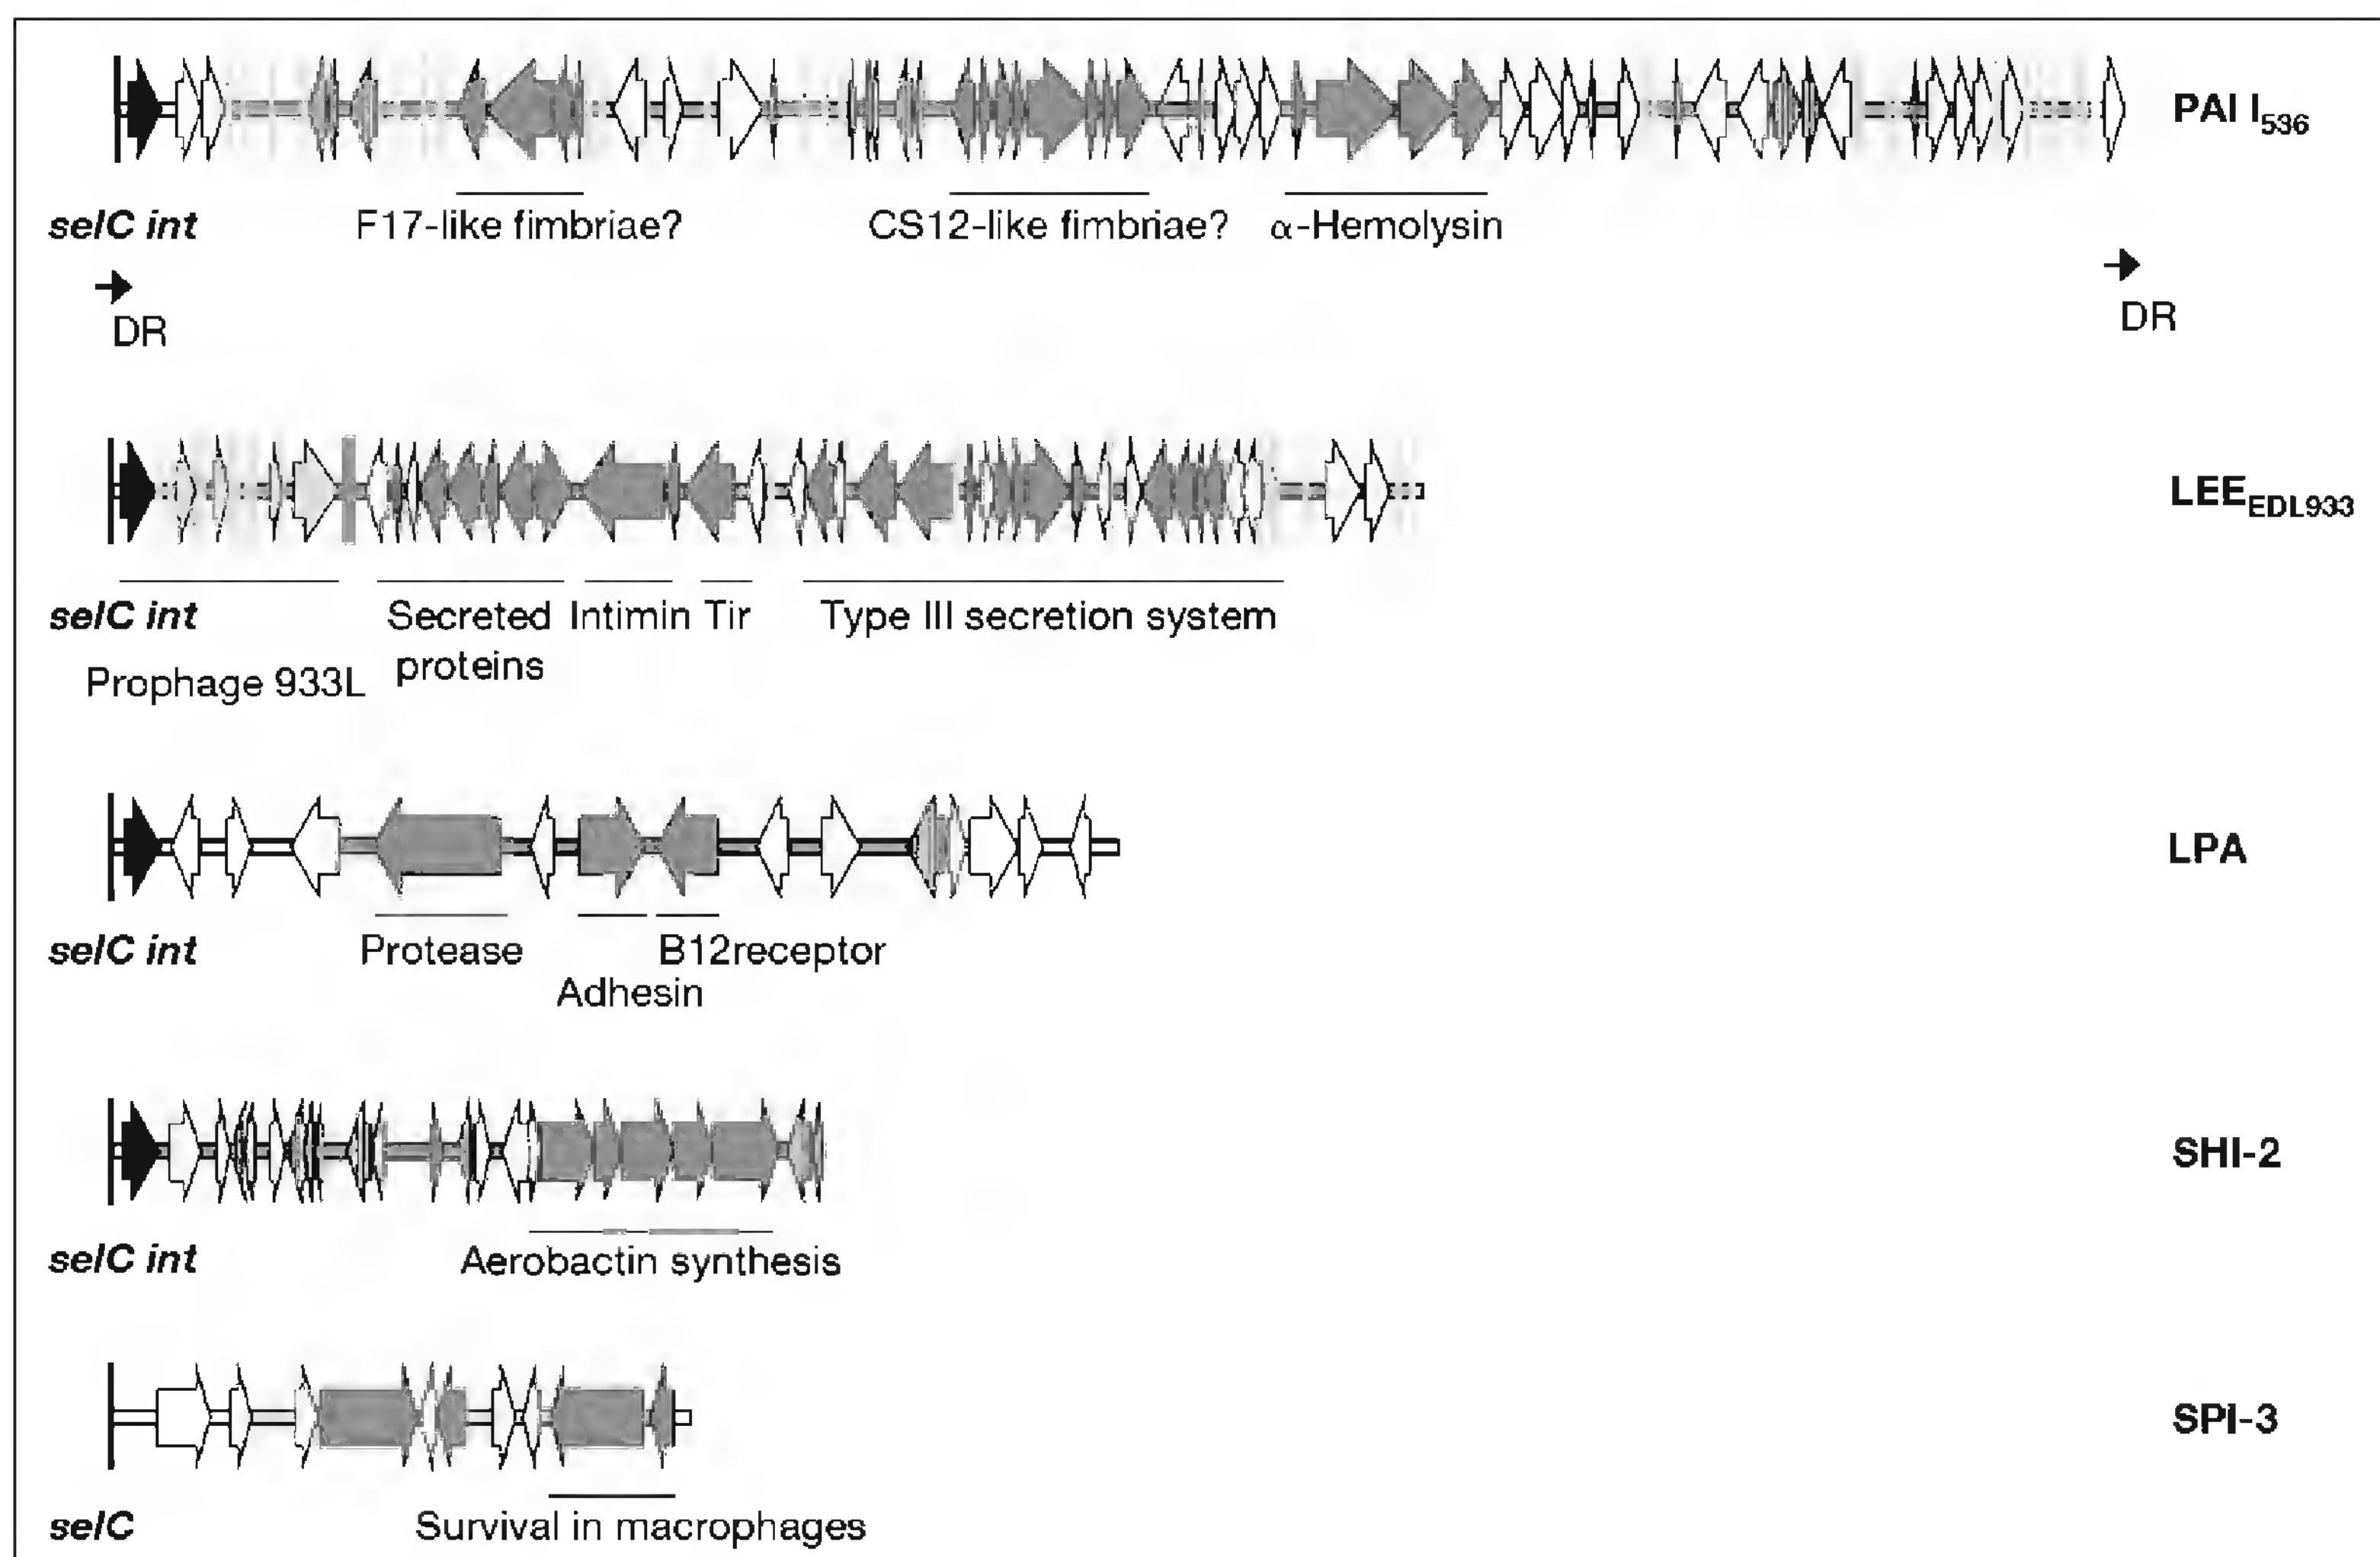 PAI I536
selC int F17-like fimbriae? CS12-like fimbriae? α-Hemolysin
DR DR
LEEEDL933
selC int Secreted Intimin Tir Type III secretion system
proteins
Prophage 933L
LPA
selC int Protease B12receptor
Adhesin
SHI-2
selC int Aerobactin synthesis
SPI-3
selC Survival in macrophages